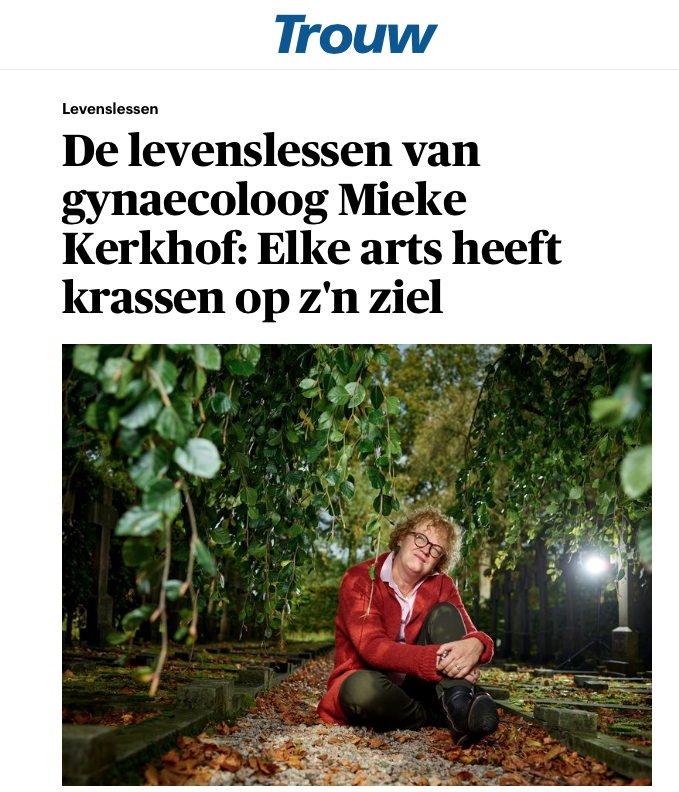 Trouw
Levenslessen
De levenslessen van
gynaecoloog Mieke
Kerkhof: Elke arts heeft
krassen op z'n ziel